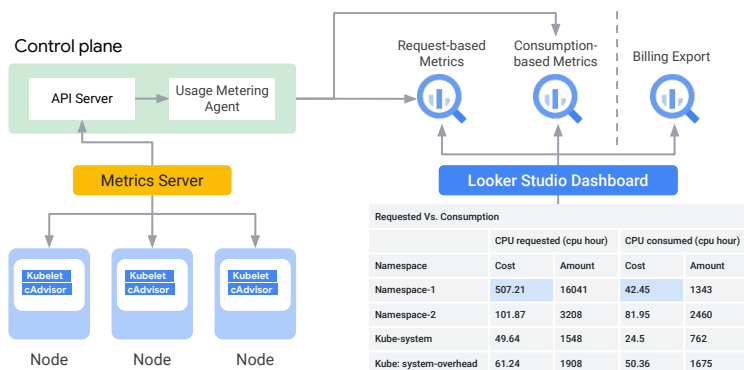 Control plane
API Server
Usage Metering
Agent
Request-based
Metrics
Consumption-
based Metrics
Billing Export
Metrics Server
Looker Studio Dashboard
Kubelet
cAdvisor
Kubelet
cAdvisor
Kubelet
cAdvisor
Node
Node
Node
Requested Vs. Consumption
CPU requested (cpu hour) CPU consumed (cpu hour)
Namespace Cost Amount Cost Amount
Namespace-1 507.21 16041 42.45 1343
Namespace-2 101.87 3208 81.95 2460
Kube-system 49.64 1548 24.5 762
Kube: system-overhead 61.24 1908 50.36 1675